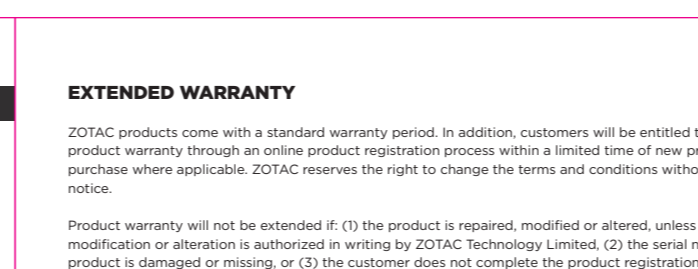 EXTENDED WARRANTY
ZOTAC products come with a standard warranty period. In addition, customers will be entitled
product warranty through an online product registration process within a limited time of new
purchase where applicable. ZOTAC reserves the right to change the terms and conditions
notice.
Product warranty will not be extended if: (1) the product is repaired, modified or altered, unless
modification or alteration is authorized in writing by ZOTAC Technology Limited, (2) the serial
product is damaged or missing, or (3) the customer does not complete the product registration